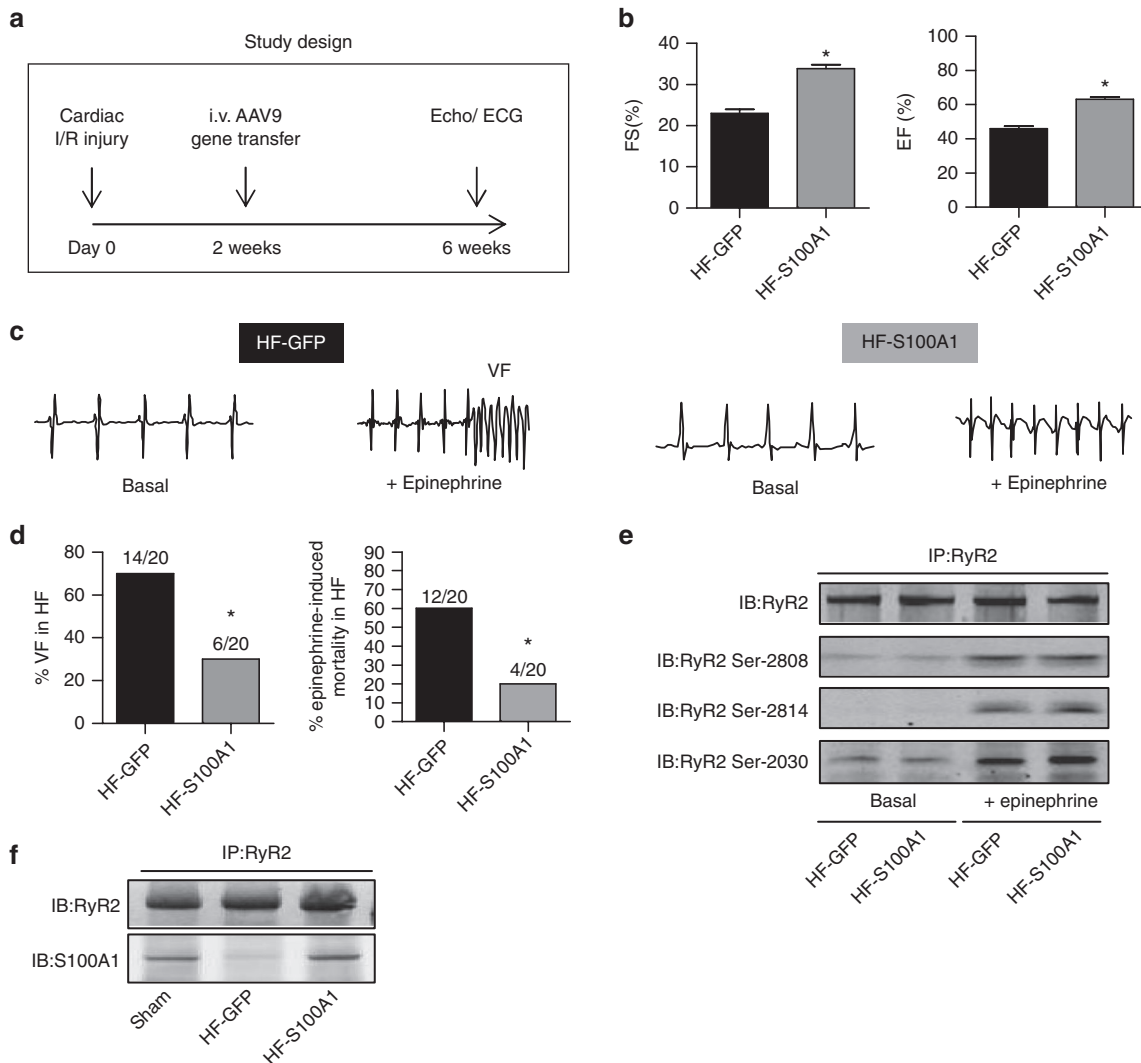 a
Study design
Cardiac
I/R injury
i.v. AAV9
gene transfer
Echo/ ECG
Day 0
2 weeks
6 weeks
b
FS(%)
40
30
20
10
0
HF-GFP
HF-S100A1
*
EF (%)
100
80
60
40
20
0
HF-GFP
HF-S100A1
*
c
HF-GFP
VF
Basal
+ Epinephrine
HF-S100A1
Basal
+ Epinephrine
d
% VF in HF
80
60
40
20
0
14/20
*
6/20
HF-GFP
HF-S100A1
% epinephrine-induced
mortality in HF
90
80
70
60
50
40
30
20
10
0
12/20
*
4/20
HF-GFP
HF-S100A1
e
IP:RyR2
IB:RyR2
IB:RyR2 Ser-2808
IB:RyR2 Ser-2814
IB:RyR2 Ser-2030
Basal
+ epinephrine
HF-GFP
HF-S100A1
HF-GFP
HF-S100A1
f
IP:RyR2
IB:RyR2
IB:S100A1
Sham
HF-GFP
HF-S100A1